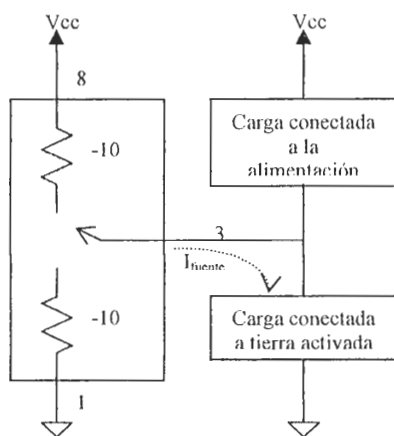 Vcc
Vcc
8
-10
Carga conectada
a la
alimentación
3
Ifuente
-10
Carga conectada
a tierra activada
1